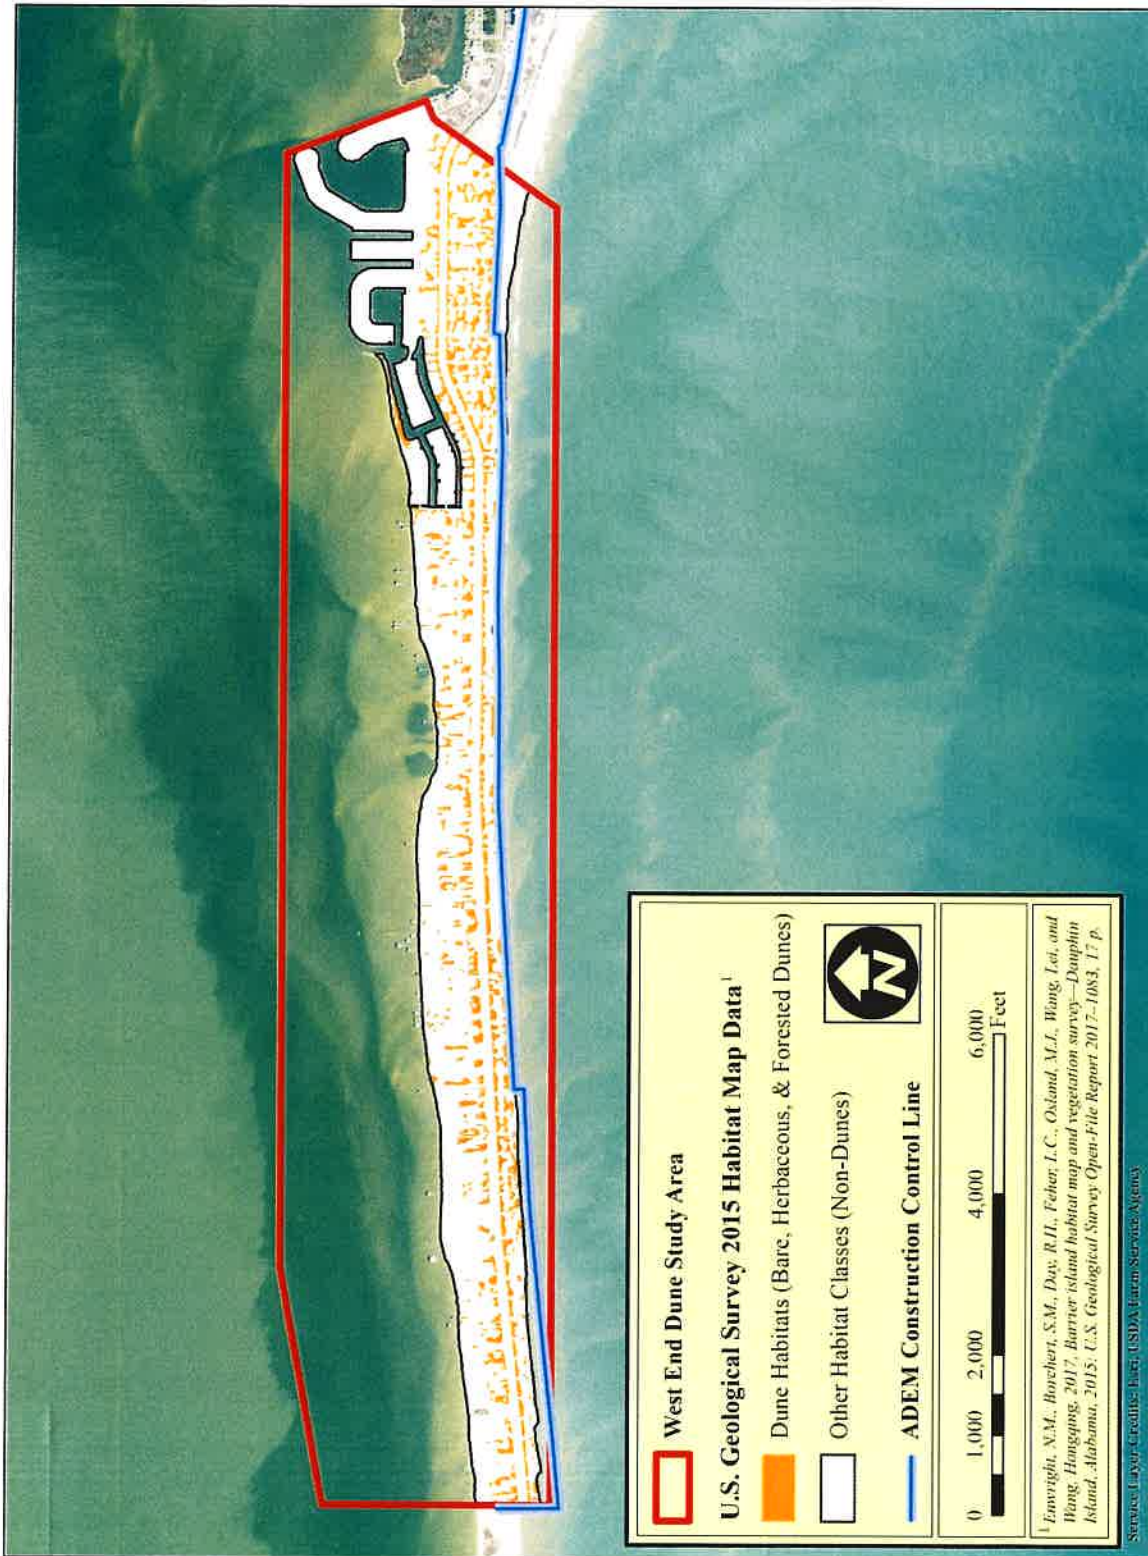 West End Dune Study Area
U.S. Geological Survey 2015 Habitat Map Data1
Dune Habitats (Bare, Herbaceous, & Forested Dunes)
Other Habitat Classes (Non-Dunes)
ADEM Construction Control Line
N
0 1,000 2,000 4,000 6,000
Feet
1 Enwright, N.M., Borchert, S.M., Day, R.H., Feher, L.C., Osland, M.J., Wang, Lei, and
Wang, Hongqing, 2017, Barrier island habitat map and vegetation survey—Dauphin
Island, Alabama, 2015: U.S. Geological Survey Open-File Report 2017–1083, 17 p.
Service Layer Credits: Esri, USDA Farm Service Agency